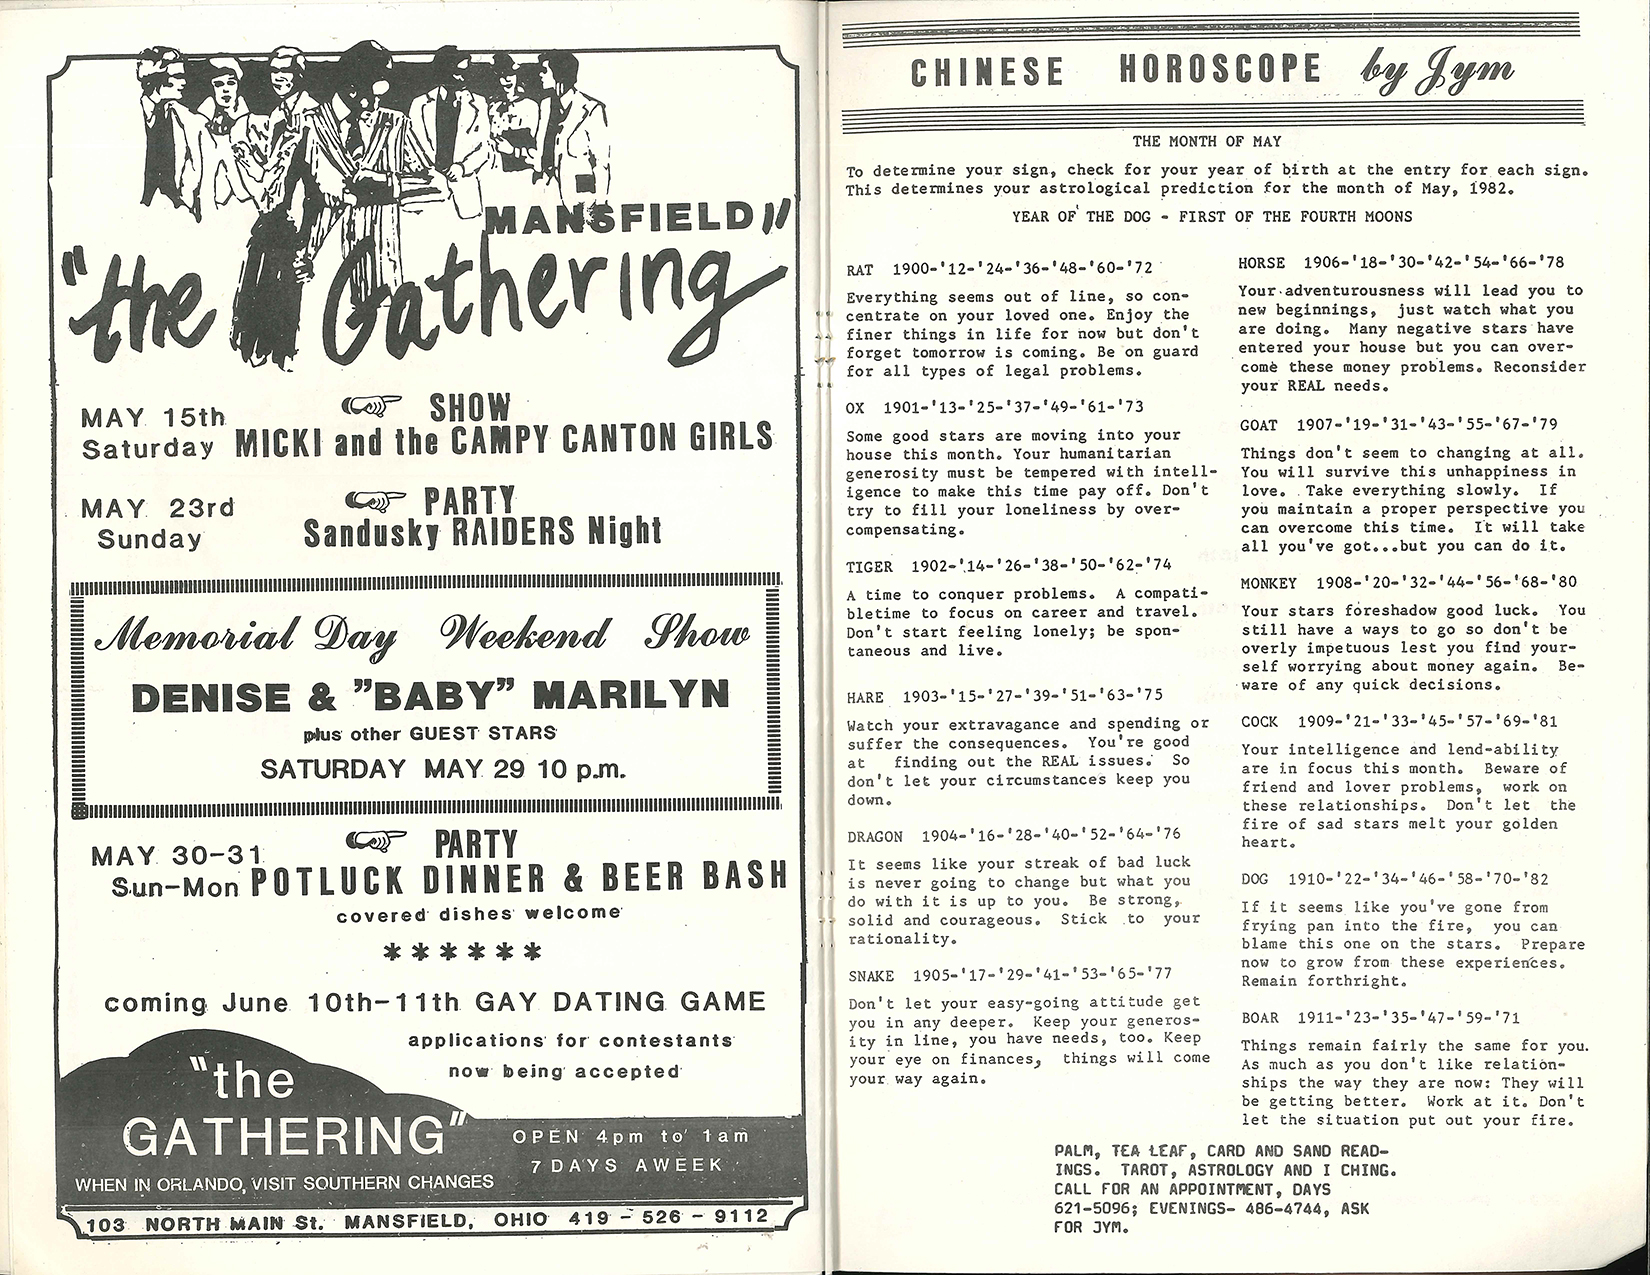 MANSFIELD"
"the Gathering
MAY 15th
Saturday
SHOW
MICKI and the CAMPY CANTON GIRLS
MAY 23rd
Sunday
PARTY
Sandusky RAIDERS Night
Memorial Day Weekend Show
DENISE & "BABY" MARILYN
plus other GUEST STARS
SATURDAY MAY 29 10 p.m.
MAY 30-31
Sun-Mon
PARTY
POTLUCK DINNER & BEER BASH
covered dishes welcome
******
coming June 10th-11th GAY DATING GAME
applications for contestants
now being accepted
"the
GATHERING"
OPEN 4pm to 1am
7 DAYS AWEEK
WHEN IN ORLANDO, VISIT SOUTHERN CHANGES
103 NORTH MAIN St. MANSFIELD, OHIO 419-526-9112
CHINESE HOROSCOPE by Jym
THE MONTH OF MAY
To determine your sign, check for your year of birth at the entry for each sign.
This determines your astrological prediction for the month of May, 1982.
YEAR OF THE DOG - FIRST OF THE FOURTH MOONS
RAT 1900-'12-'24-'36-'48-'60-'72
Everything seems out of line, so con-
centrate on your loved one. Enjoy the
finer things in life for now but don't
forget tomorrow is coming. Be on guard
for all types of legal problems.
OX 1901-'13-'25-'37-'49-'61-'73
Some good stars are moving into your
house this month. Your humanitarian
generosity must be tempered with intell-
igence to make this time pay off. Don't
try to fill your loneliness by over-
compensating.
TIGER 1902-'14-'26-'38-'50-'62-'74
A time to conquer problems. A compati-
bletime to focus on career and travel.
Don't start feeling lonely; be spon-
taneous and live.
HARE 1903-'15-'27-'39-'51-'63-'75
Watch your extravagance and spending or
suffer the consequences. You're good
at finding out the REAL issues. So
don't let your circumstances keep you
down.
DRAGON 1904-'16-'28-'40-'52-'64-'76
It seems like your streak of bad luck
is never going to change but what you
do with it is up to you. Be strong,
solid and courageous. Stick to your
rationality.
SNAKE 1905-'17-'29-'41-'53-'65-'77
Don't let your easy-going attitude get
you in any deeper. Keep your generos-
ity in line, you have needs, too. Keep
your eye on finances, things will come
your way again.
HORSE 1906-'18-'30-'42-'54-'66-'78
Your adventurousness will lead you to
new beginnings, just watch what you
are doing. Many negative stars have
entered your house but you can over-
come these money problems. Reconsider
your REAL needs.
GOAT 1907-'19-'31-'43-'55-'67-'79
Things don't seem to changing at all.
You will survive this unhappiness in
love. Take everything slowly. If
you maintain a proper perspective you
can overcome this time. It will take
all you've got...but you can do it.
MONKEY 1908-'20-'32-'44-'56-'68-'80
Your stars foreshadow good luck. You
still have a ways to go so don't be
overly impetuous lest you find your-
self worrying about money again. Be-
ware of any quick decisions.
COCK 1909-'21-'33-'45-'57-'69-'81
Your intelligence and lend-ability
are in focus this month. Beware of
friend and lover problems, work on
these relationships. Don't let the
fire of sad stars melt your golden
heart.
DOG 1910-'22-'34-'46-'58-'70-'82
If it seems like you've gone from
frying pan into the fire, you can
blame this one on the stars. Prepare
now to grow from these experiences.
Remain forthright.
BOAR 1911-'23-'35-'47-'59-'71
Things remain fairly the same for you.
As much as you don't like relation-
ships the way they are now: They will
be getting better. Work at it. Don't
let the situation put out your fire.
PALM, TEA LEAF, CARD AND SAND READ-
INGS. TAROT, ASTROLOGY AND I CHING.
CALL FOR AN APPOINTMENT, DAYS
621-5096; EVENINGS- 486-4744, ASK
FOR JYM.